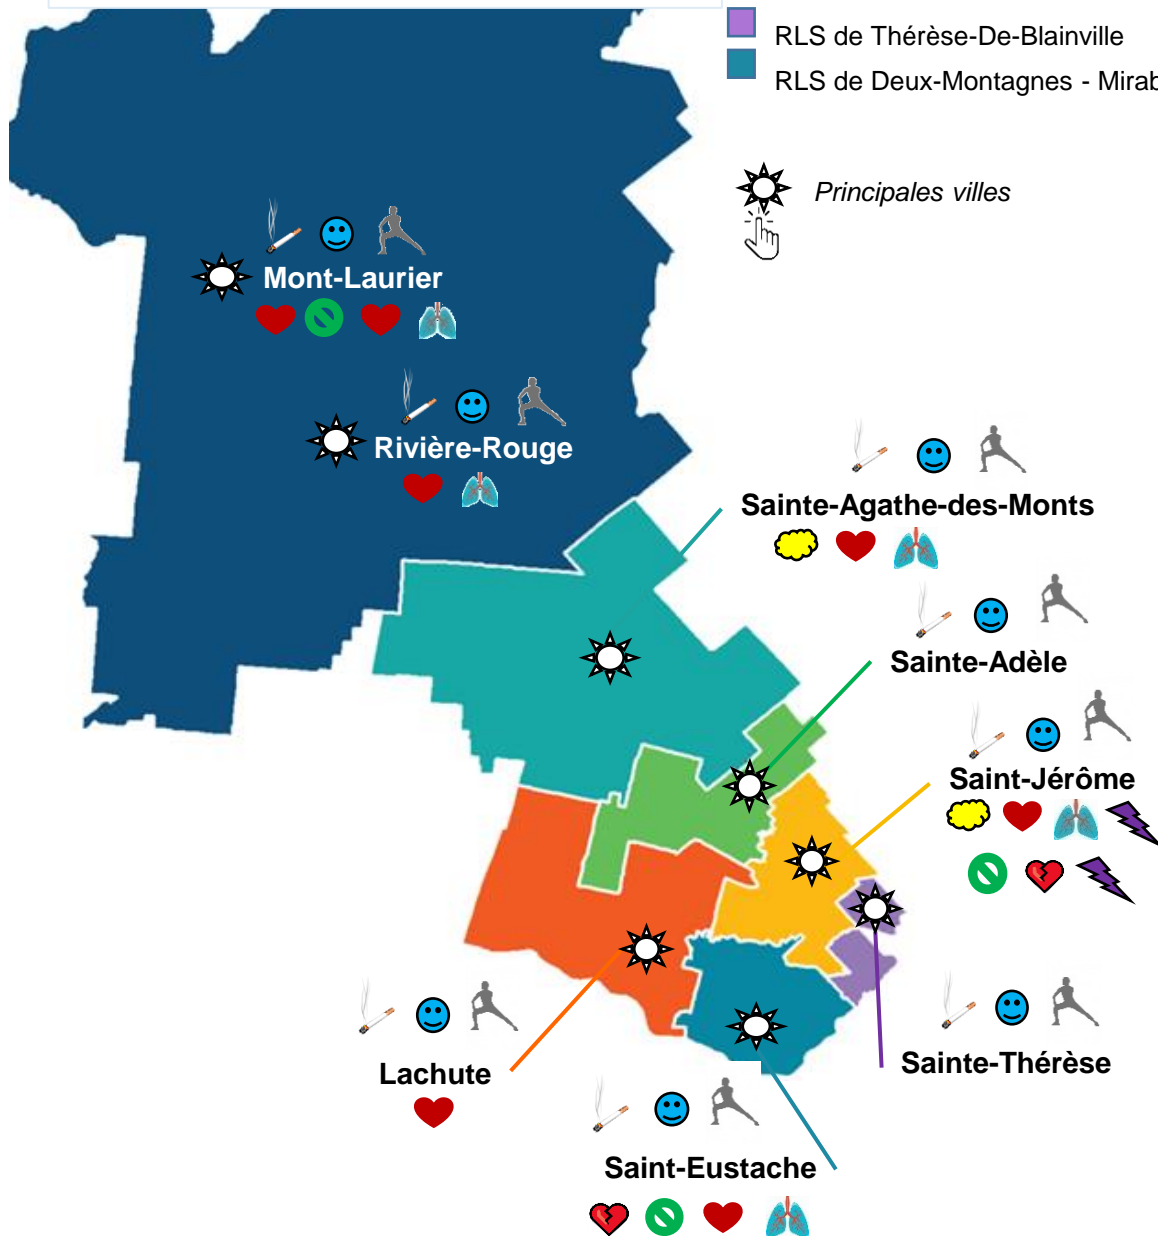 RLS de Thérèse-De-Blainville
RLS de Deux-Montagnes - Mirab
Principales villes
Mont-Laurier
Rivière-Rouge
Sainte-Agathe-des-Monts
Sainte-Adèle
Saint-Jérôme
Lachute
Sainte-Thérèse
Saint-Eustache